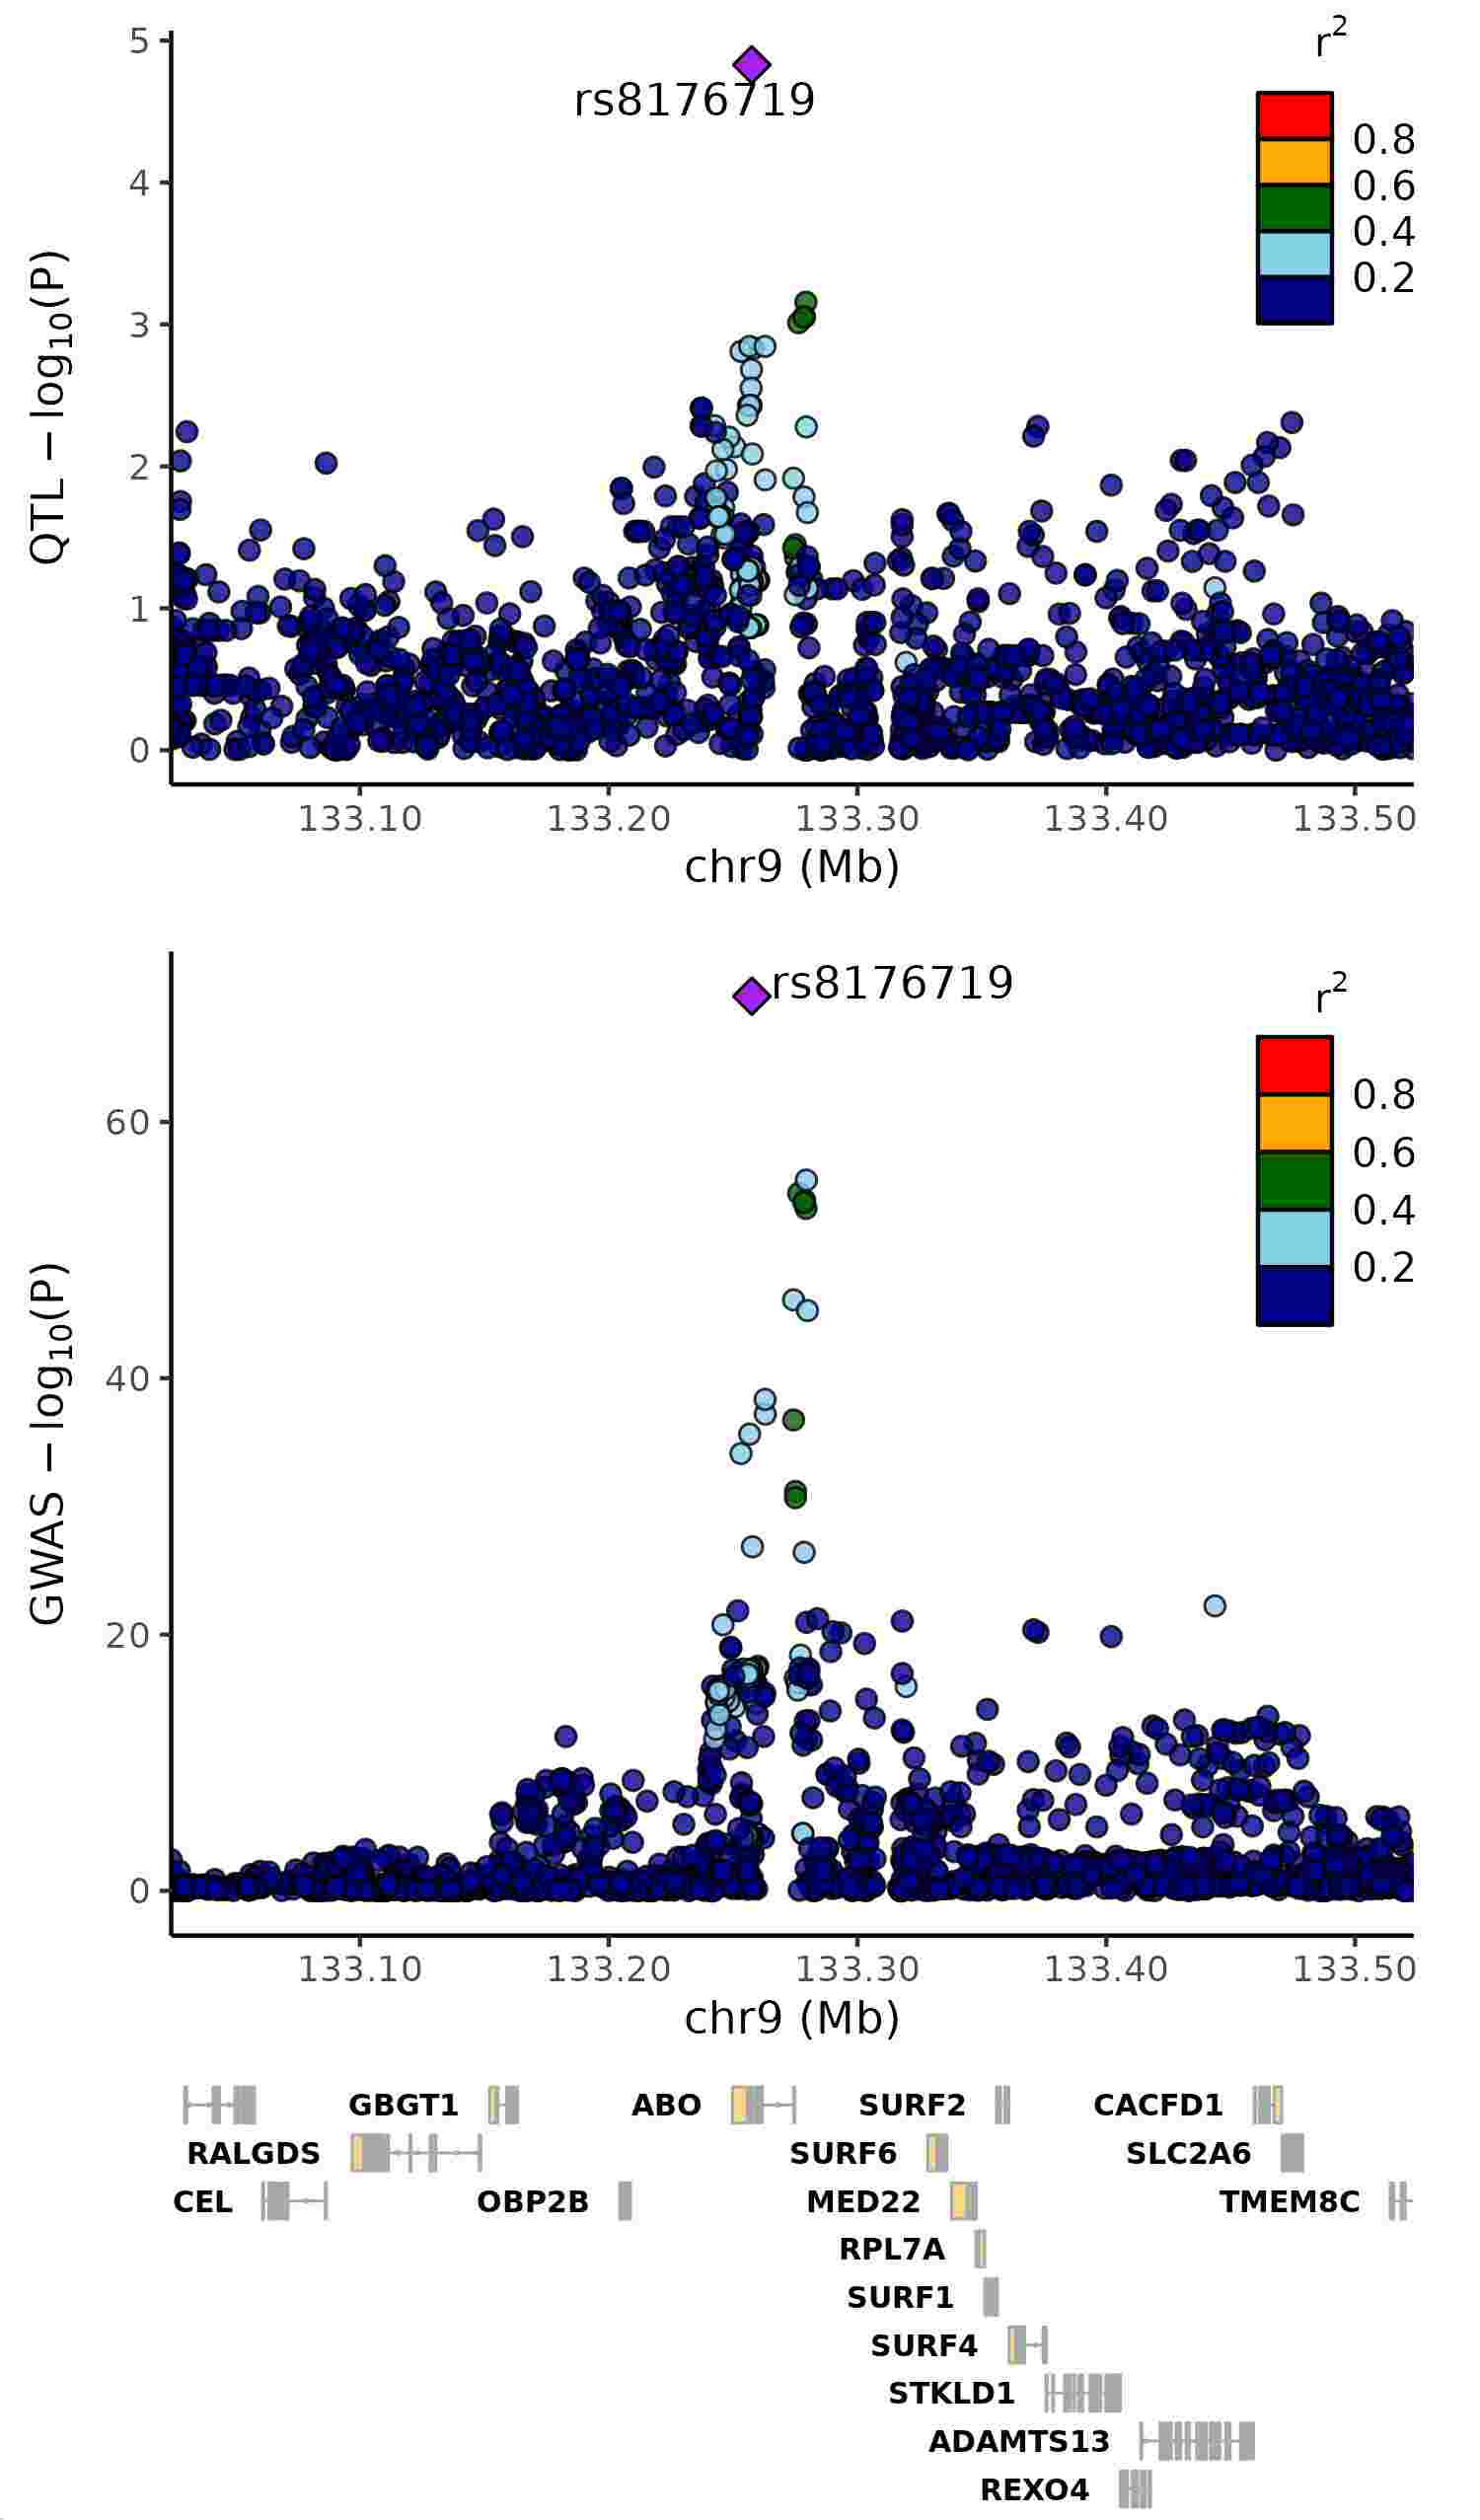 r2
5
rs8176719
0.8
4
0.6
0.4
0.2
3
QTL − log10(P)
2
1
0
133.10 133.20 133.30 133.40 133.50
chr9 (Mb)
rs8176719
r2
60
0.8
0.6
0.4
0.2
40
GWAS − log10(P)
20
0
133.10 133.20 133.30 133.40 133.50
chr9 (Mb)
GBGT1 ABO SURF2 CACFD1
RALGDS SURF6 SLC2A6
CEL OBP2B MED22 TMEM8C
RPL7A
SURF1
SURF4
STKLD1
ADAMTS13
REXO4